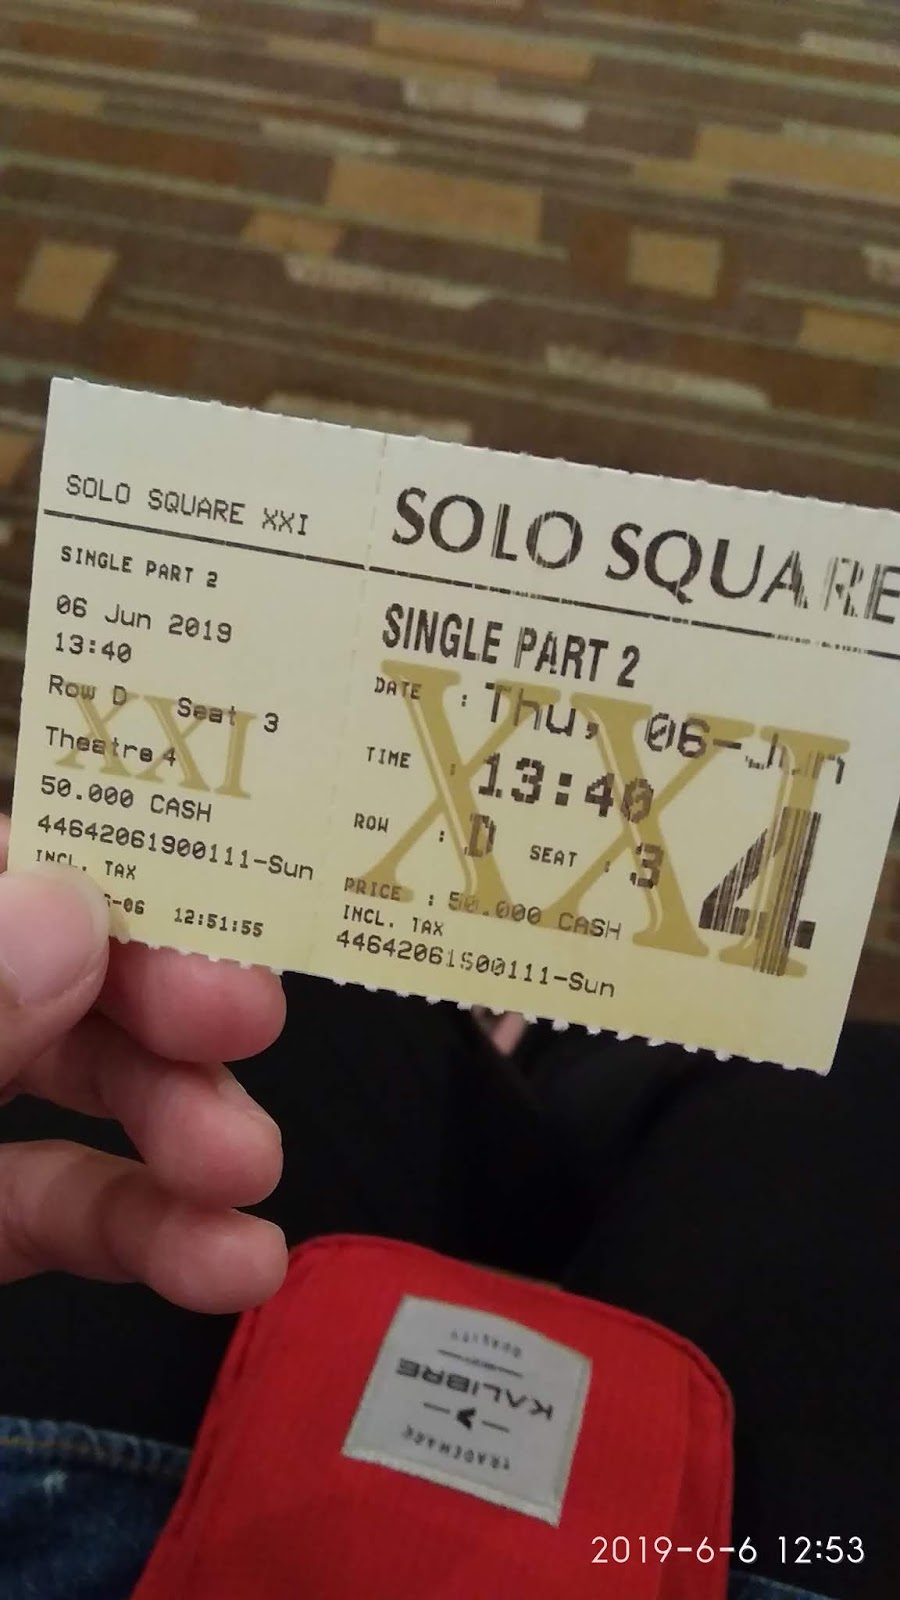 SOLO SQUARE XXI
SINGLE PART 2
06 Jun 2019
13:40
Row D Seat 3
Theatre 4
50.000 CASH
44642061900111-Sun
INCL. TAX
-06 12:51:55
SOLO SQUARE
SINGLE PART 2
DATE : Thu, 06-Jun
TIME : 13:40
ROW : D SEAT : 3
PRICE : 50.000 CASH
INCL. TAX
44642061900111-Sun
4
XXI
XXI
TRADEMARK
KALIBRE
QUALITY
2019-6-6 12:53